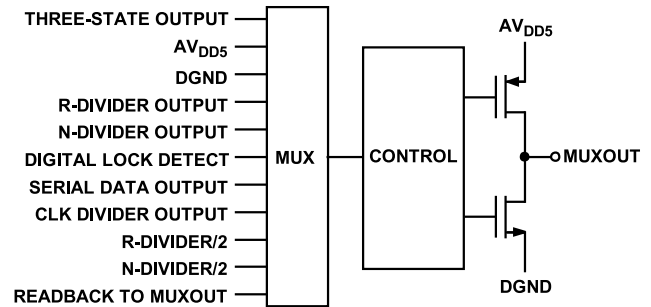 THREE-STATE OUTPUT
AVDD5
DGND
R-DIVIDER OUTPUT
N-DIVIDER OUTPUT
DIGITAL LOCK DETECT
SERIAL DATA OUTPUT
CLK DIVIDER OUTPUT
R-DIVIDER/2
N-DIVIDER/2
READBACK TO MUXOUT
MUX
CONTROL
AVDD5
MUXOUT
DGND